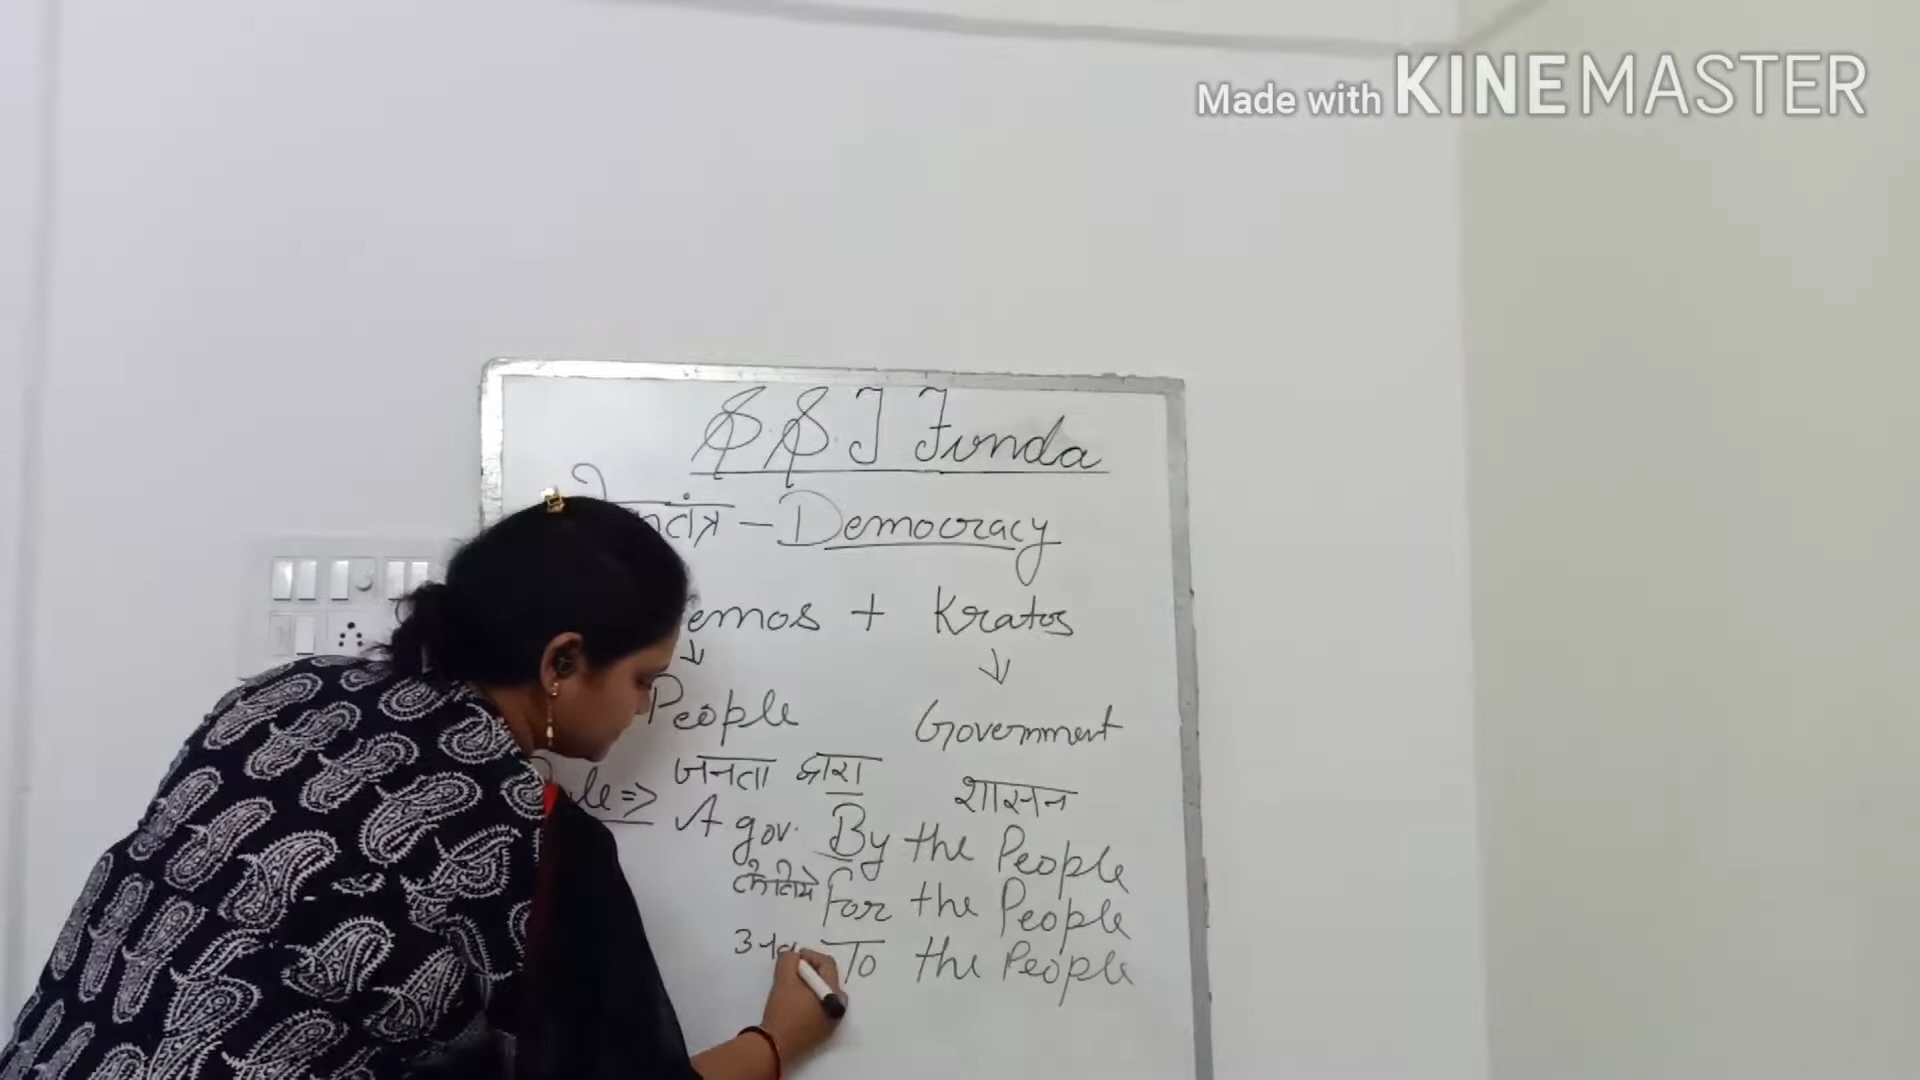 Made with KINEMASTER
S.S.J Funda
तंत्र - Democracy
emos + Kratos
People Government
जनता द्वारा शासन
le => A gov. By the People
के लिये For the People
To the People